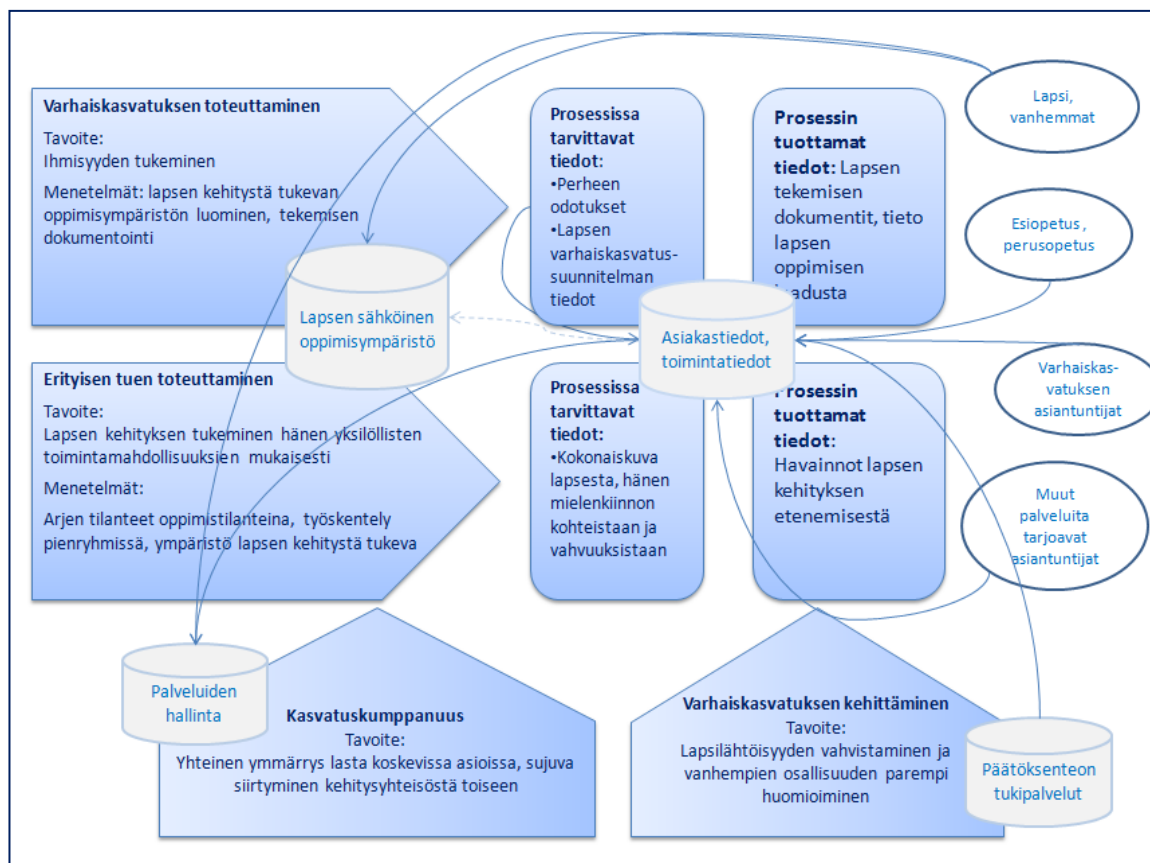 Varhaiskasvatuksen toteuttaminen
Tavoite:
Ihmisyyden tukeminen
Menetelmät: lapsen kehitystä tukevan
oppimisympäristön luominen, tekemisen
dokumentointi
Lapsen sähköinen
oppimisympäristö
Prosessissa
tarvittavat
tiedot:
•Perheen
odotukset
•Lapsen
varhaiskasvatus-
suunnitelman
tiedot
Prosessin
tuottamat
tiedot: Lapsen
tekemisen
dokumentit, tieto
lapsen
oppimisen
Asiakastiedot,
toimintatiedot
Lapsi,
vanhemmat
Esiopetus,
perusopetus
Varhaiskas-
vatuksen
asiantuntijat
Muut
palveluita
tarjoavat
asiantuntijat
Erityisen tuen toteuttaminen
Tavoite:
Lapsen kehityksen tukeminen hänen yksilöllisten
toimintamahdollisuuksien mukaisesti
Menetelmät:
Arjen tilanteet oppimistilanteina, työskentely
pienryhmissä, ympäristö lapsen kehitystä tukeva
Prosessissa
tarvittavat
tiedot:
•Kokonaiskuva
lapsesta, hänen
mielenkiinnon
kohteistaan ja
vahvuuksistaan
Prosessin
tuottamat
tiedot:
Havainnot lapsen
kehityksen
etenemisestä
Palveluiden
hallinta
Kasvatuskumppanuus
Tavoite:
Yhteinen ymmärrys lasta koskevissa asioissa, sujuva
siirtyminen kehitysyhteisöstä toiseen
Varhaiskasvatuksen kehittäminen
Tavoite:
Lapsilähtöisyyden vahvistaminen ja
vanhempien osallisuuden parempi
huomioiminen
Päätöksenteon
tukipalvelut